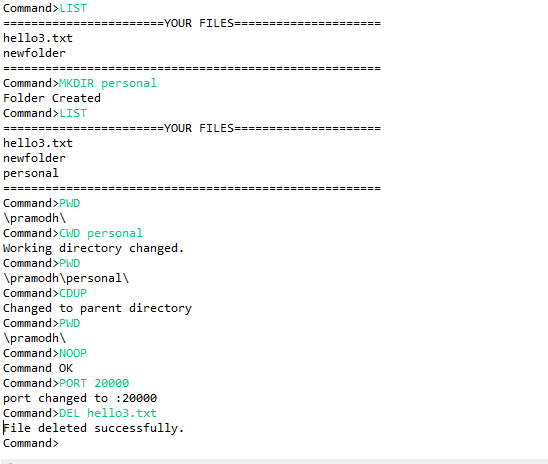 Command>LIST
=======================YOUR FILES=====================
hello3.txt
newfolder
======================================================
Command>MKDIR personal
Folder Created
Command>LIST
=======================YOUR FILES=====================
hello3.txt
newfolder
personal
======================================================
Command>PWD
\pramodh\
Command>CWD personal
Working directory changed.
Command>PWD
\pramodh\personal\
Command>CDUP
Changed to parent directory
Command>PWD
\pramodh\
Command>NOOP
Command OK
Command>PORT 20000
port changed to :20000
Command>DEL hello3.txt
File deleted successfully.
Command>